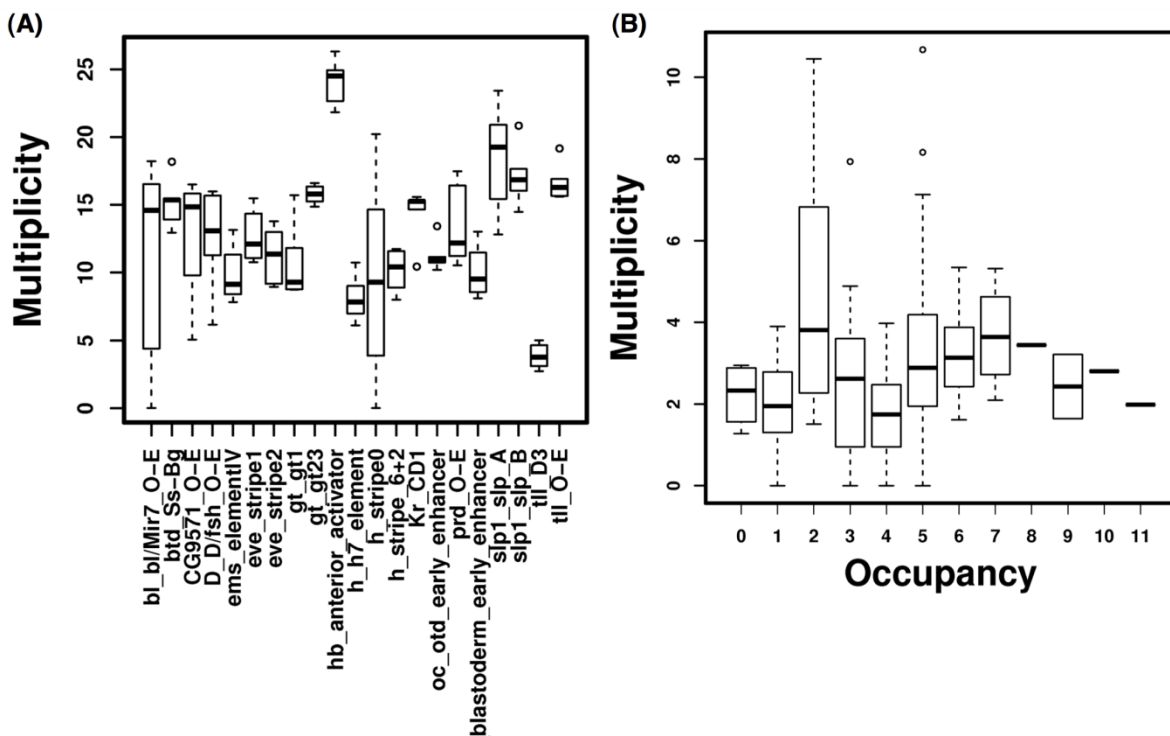 (A)
Multiplicity
25
20
15
10
5
0
bl_bl/Mir7_O-E
btd_Ss-Bg
CG9571_O-E
D_D/fsh_O-E
ems_elementIV
eve_stripe1
eve_stripe2
gt_gt1
gt_gt23
hb_anterior_activator
h_h7_element
h_stripe0
h_stripe_6+2
Kr_CD1
oc_otd_early_enhancer
prd_O-E
blastoderm_early_enhancer
slp1_slp_A
slp1_slp_B
tll_D3
tll_O-E
(B)
Multiplicity
10
8
6
4
2
0
0 1 2 3 4 5 6 7 8 9 10 11
Occupancy